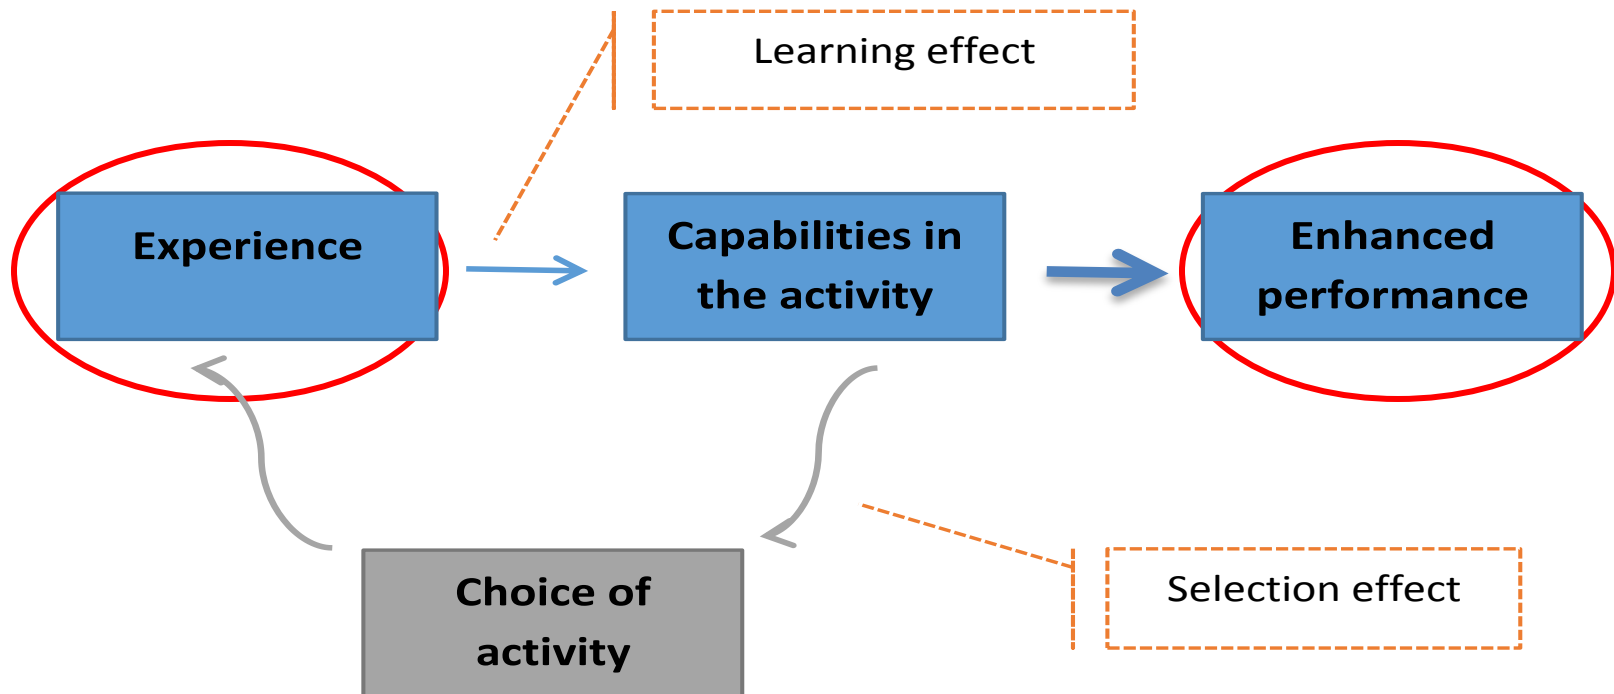 Learning effect
Experience
Capabilities in
the activity
Enhanced
performance
Choice of
activity
Selection effect